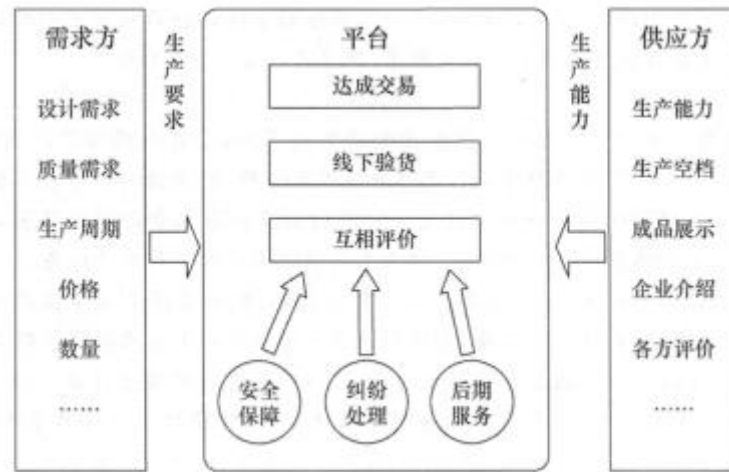 需求方
设计需求
质量需求
生产周期
价格
数量
……
生产要求
平台
达成交易
线下验货
互相评价
安全
保障
纠纷
处理
后期
服务
生产能力
供应方
生产能力
生产空档
成品展示
企业介绍
各方评价
……